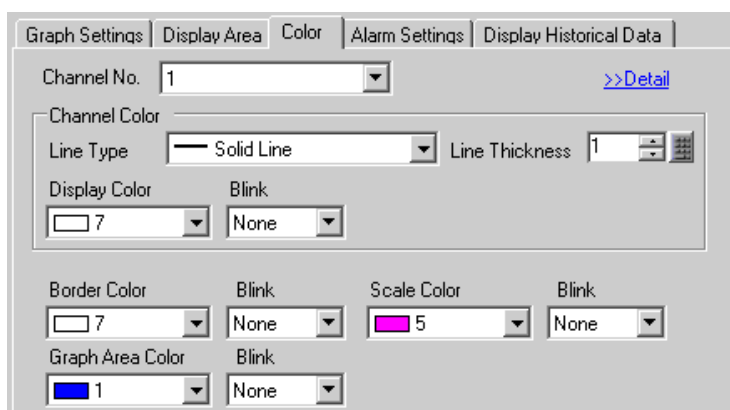 Graph Settings Display Area Color Alarm Settings Display Historical Data
Channel No. 1 >>Detail
Channel Color
Line Type Solid Line Line Thickness 1
Display Color Blink
7 None
Border Color Blink Scale Color Blink
7 None 5 None
Graph Area Color Blink
1 None